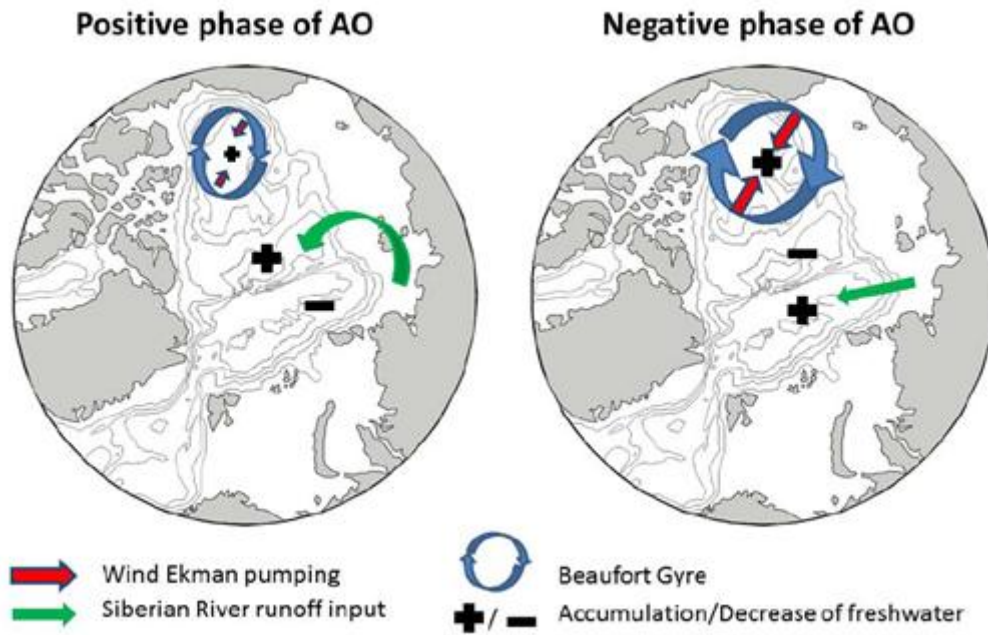 Positive phase of AO
Negative phase of AO
Wind Ekman pumping
Siberian River runoff input
Beaufort Gyre
+/- Accumulation/Decrease of freshwater